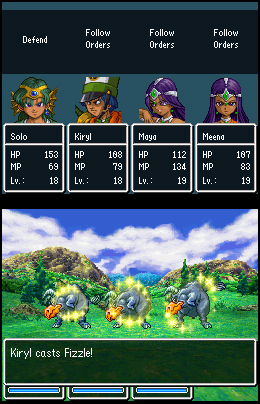 Defend
Follow Orders
Follow Orders
Follow Orders
Solo
HP 153
MP 69
Lv.: 18
Kiryl
HP 108
MP 79
Lv.: 18
Maya
HP 112
MP 134
Lv.: 19
Meena
HP 107
MP 83
Lv.: 19
Kiryl casts Fizzle!